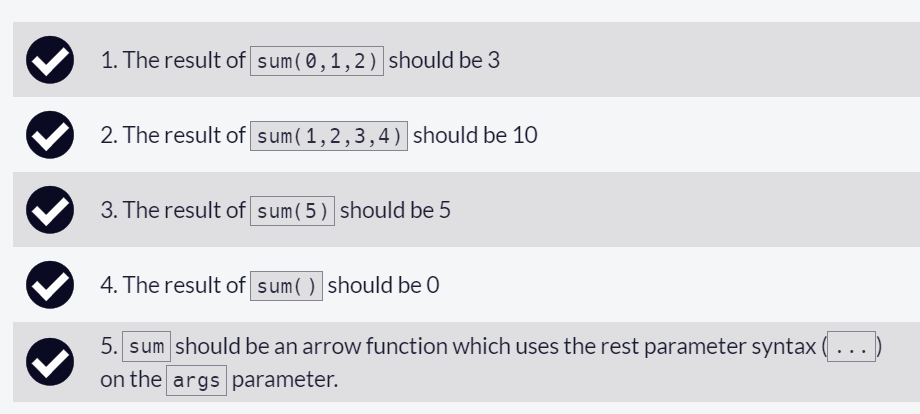 1. The result of sum(0,1,2) should be 3
2. The result of sum(1,2,3,4) should be 10
3. The result of sum(5) should be 5
4. The result of sum() should be 0
5. sum should be an arrow function which uses the rest parameter syntax (...)
on the args parameter.